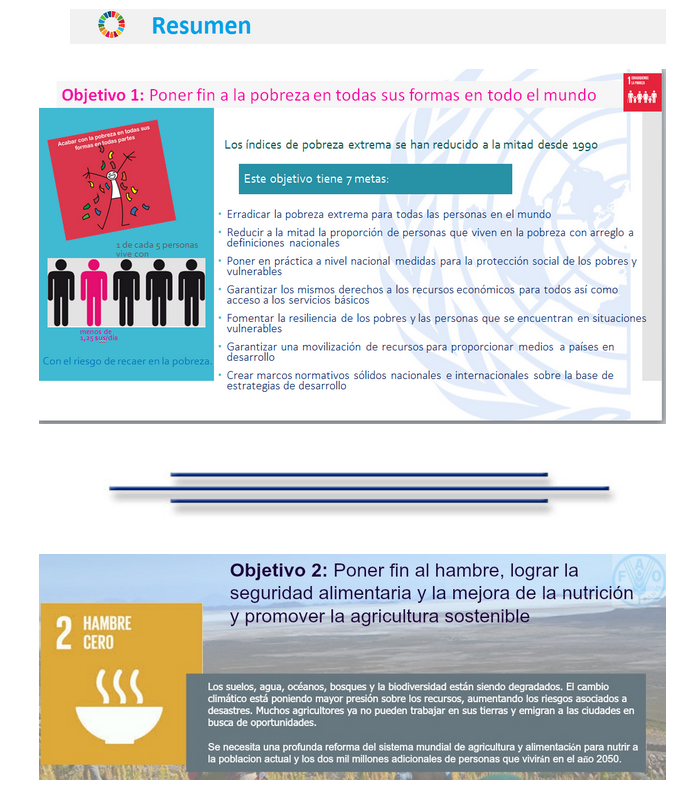 Resumen
Objetivo 1: Poner fin a la pobreza en todas sus formas en todo el mundo
1
Acabar con la pobreza en todas sus
formas en todas partes
Los índices de pobreza extrema se han reducido a la mitad desde 1990
Este objetivo tiene 7 metas:
• Erradicar la pobreza extrema para todas las personas en el mundo
• Reducir a la mitad la proporción de personas que viven en la pobreza con arreglo a
definiciones nacionales
• Poner en práctica a nivel nacional medidas para la protección social de los pobres y
vulnerables
• Garantizar los mismos derechos a los recursos económicos para todos así como
acceso a los servicios básicos
• Fomentar la resiliencia de los pobres y las personas que se encuentran en situaciones
vulnerables
• Garantizar una movilización de recursos para proporcionar medios a países en
desarrollo
• Crear marcos normativos sólidos nacionales e internacionales sobre la base de
estrategias de desarrollo
1 de cada 5 personas
vive con
menos de
1,25 $us/día
Con el riesgo de recaer en la pobreza.
Objetivo 2: Poner fin al hambre, lograr la
seguridad alimentaria y la mejora de la nutrición
y promover la agricultura sostenible
FAO
2 HAMBRE
CERO
Los suelos, agua, océanos, bosques y la biodiversidad están siendo degradados. El cambio
climático está poniendo mayor presión sobre los recursos, aumentando los riesgos asociados a
desastres. Muchos agricultores ya no pueden trabajar en sus tierras y emigran a las ciudades en
busca de oportunidades.
Se necesita una profunda reforma del sistema mundial de agricultura y alimentación para nutrir a
la poblacion actual y los dos mil millones adicionales de personas que vivirán en el año 2050.